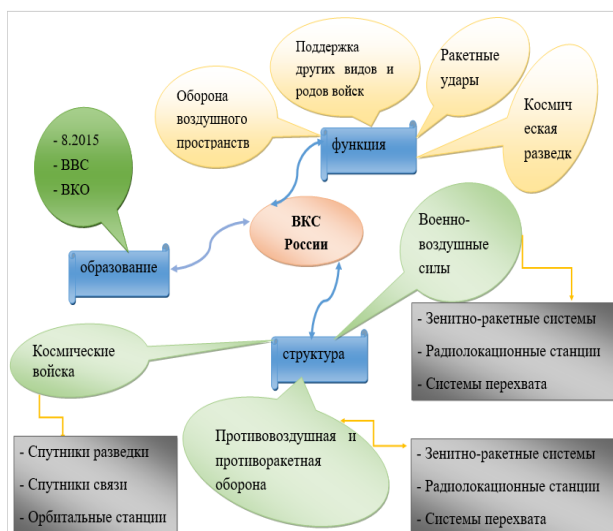 Поддержка
других видов и
родов войск
Ракетные
удары
Оборона
воздушного
пространств
Космич
еская
разведк
функция
- 8.2015
- ВВС
- ВКО
образование
ВКС
России
Военно-
воздушные
силы
- Зенитно-ракетные системы
- Радиолокационные станции
- Системы перехвата
структура
Космические
войска
- Спутники разведки
- Спутники связи
- Орбитальные станции
Противовоздушная и
противоракетная
оборона
- Зенитно-ракетные системы
- Радиолокационные станции
- Системы перехвата